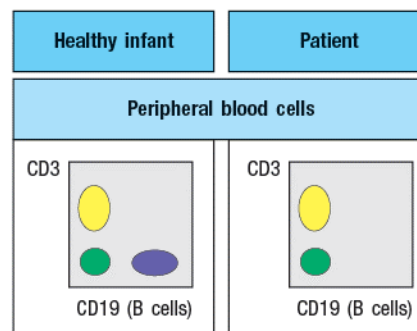 Healthy infant
Patient
Peripheral blood cells
CD3
CD3
CD19 (B cells)
CD19 (B cells)